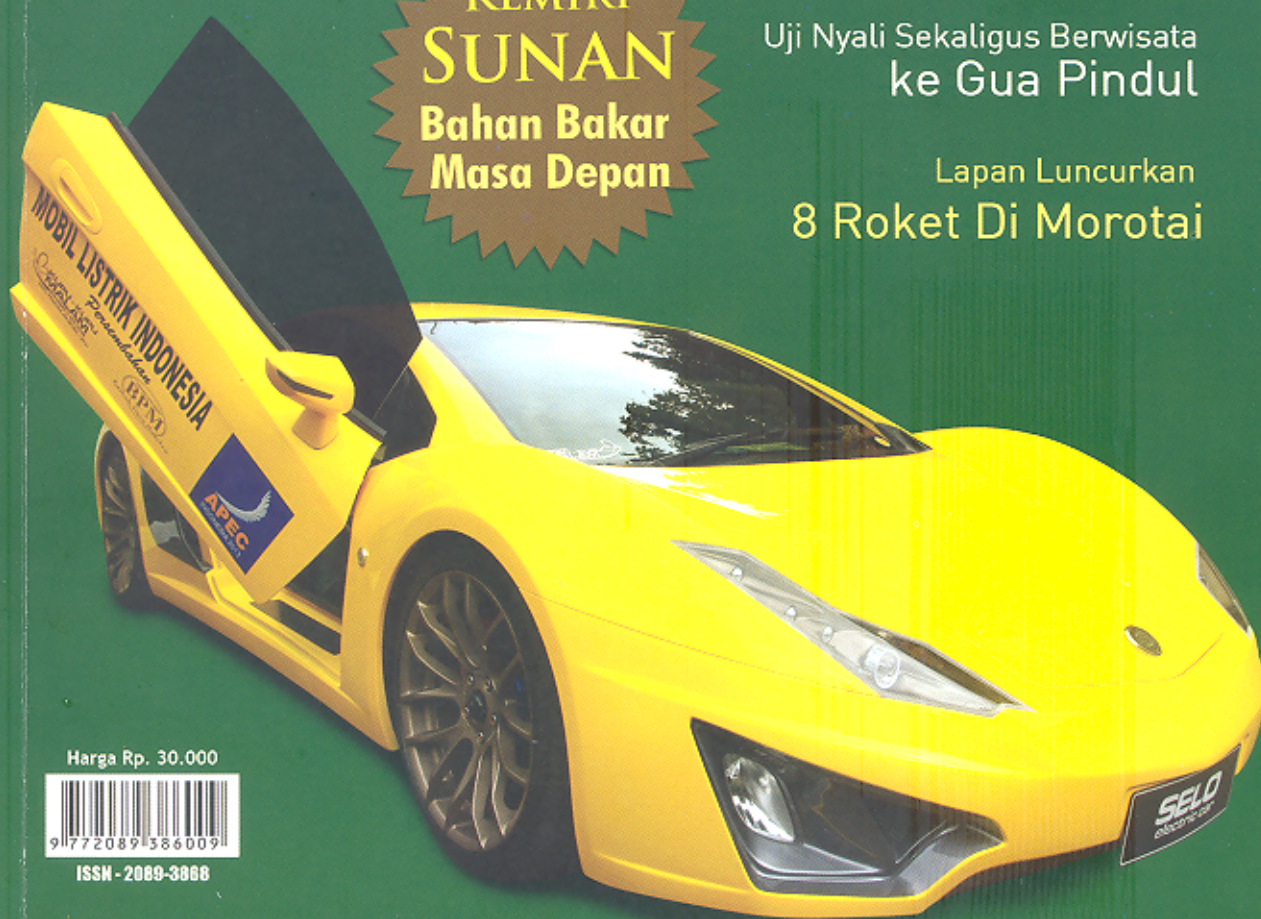 KEMIRI
SUNAN
Bahan Bakar
Masa Depan
Uji Nyali Sekaligus Berwisata
ke Gua Pindul
Lapan Luncurkan
8 Roket Di Morotai
MOBIL LISTRIK INDONESIA
Persembahan
BPM
APEC
INDONESIA 2013
SELO
electric car
Harga Rp. 30.000
9 772089 386009
ISSN - 2089-3868